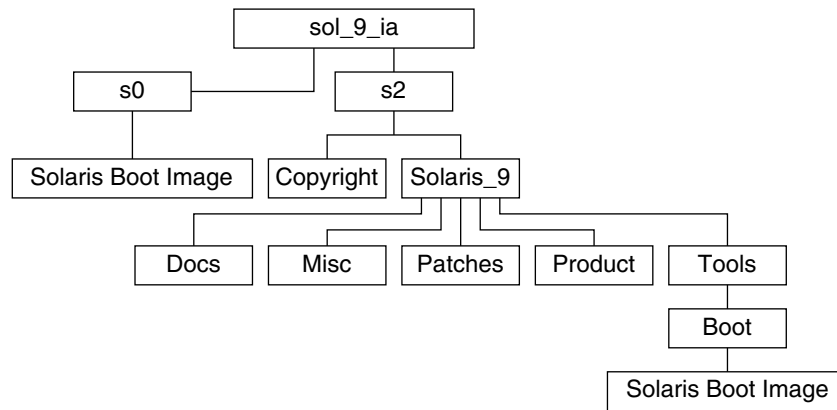 sol_9_ia
s0
s2
Solaris Boot Image
Copyright
Solaris_9
Docs
Misc
Patches
Product
Tools
Boot
Solaris Boot Image